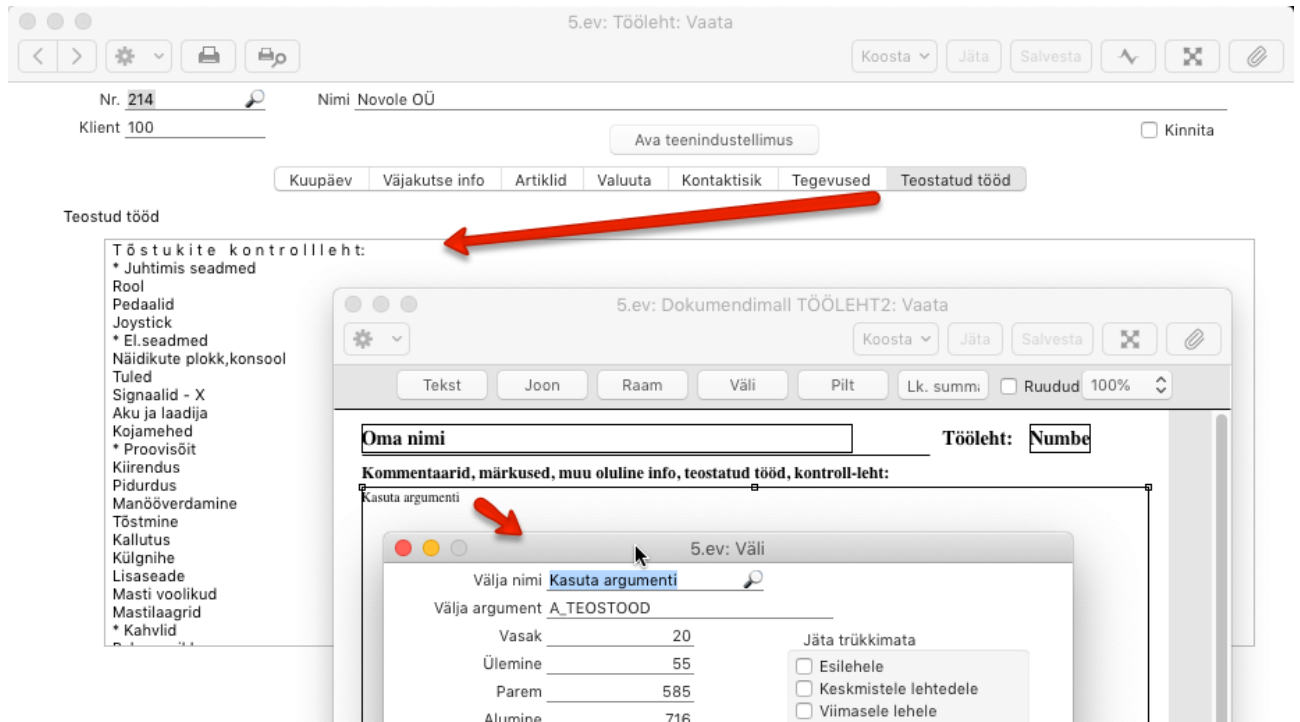 5.ev: Tööleht: Vaata
Koosta Jäta Salvesta
Nr. 214 Nimi Novole OÜ
Klient 100 Ava teenindustellimus Kinnita
Kuupäev Väjakutse info Artiklid Valuuta Kontaktisik Tegevused Teostatud tööd
Teostud tööd
T õ s t u k i t e k o n t r o l l l e h t:
* Juhtimis seadmed
Rool
Pedaalid
Joystick
* El.seadmed
Näidikute plokk,konsool
Tuled
Signaalid - X
Aku ja laadija
Kojamehed
* Proovisõit
Kiirendus
Pidurdus
Manööverdamine
Tõstmine
Kallutus
Külgnihe
Lisaseade
Masti voolikud
Mastilaagrid
* Kahvlid
5.ev: Dokumendimall TÖÖLEHT2: Vaata
Koosta Jäta Salvesta
Tekst Joon Raam Väli Pilt Lk. summ Ruudud 100%
Oma nimi Tööleht: Numbe
Kommentaarid, märkused, muu oluline info, teostatud tööd, kontroll-leht:
Kasuta argumenti
5.ev: Väli
Välja nimi Kasuta argumenti
Välja argument A_TEOSTOOD
Vasak 20 Jäta trükkimata
Ülemine 55 Esilehele
Parem 585 Keskmistele lehtedele
Alumine 716 Viimasele lehele